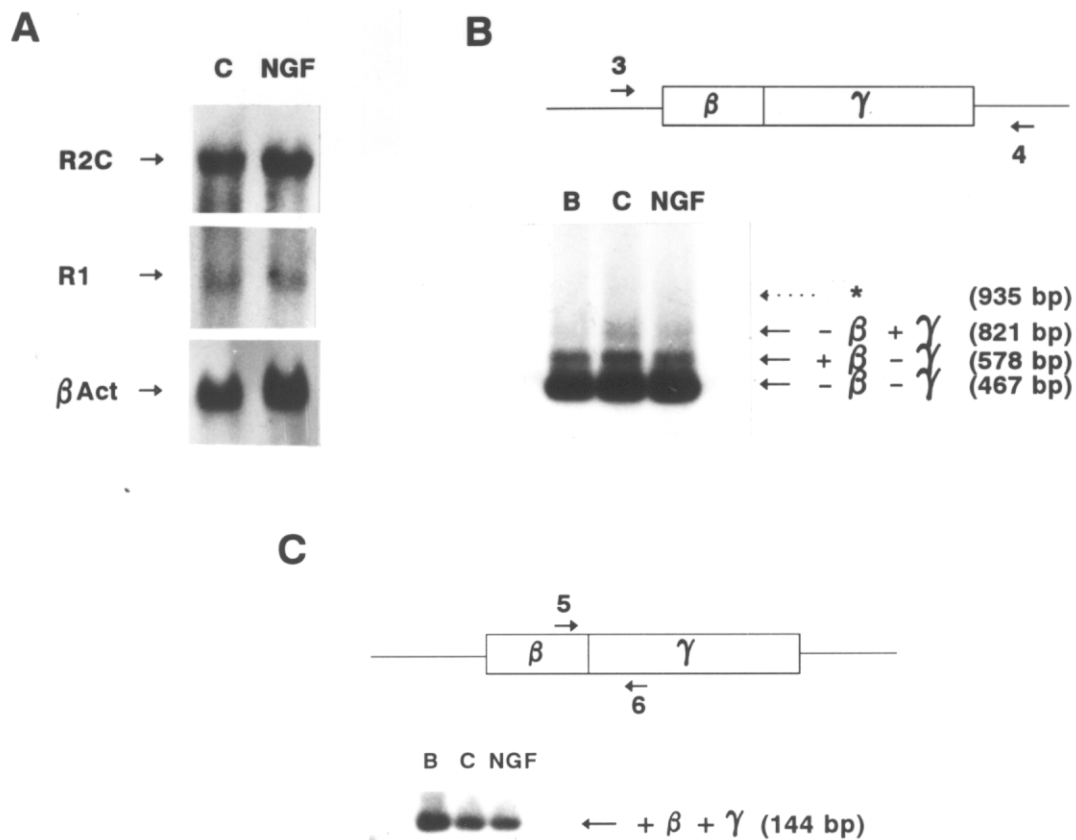 A
C NGF
R2C →
R1 →
βAct →
B
3
β γ
4
B C NGF
* (935 bp)
← - β + γ (821 bp)
← + β - γ (578 bp)
← - β - γ (467 bp)
C
5
β γ
6
B C NGF
← + β + γ (144 bp)